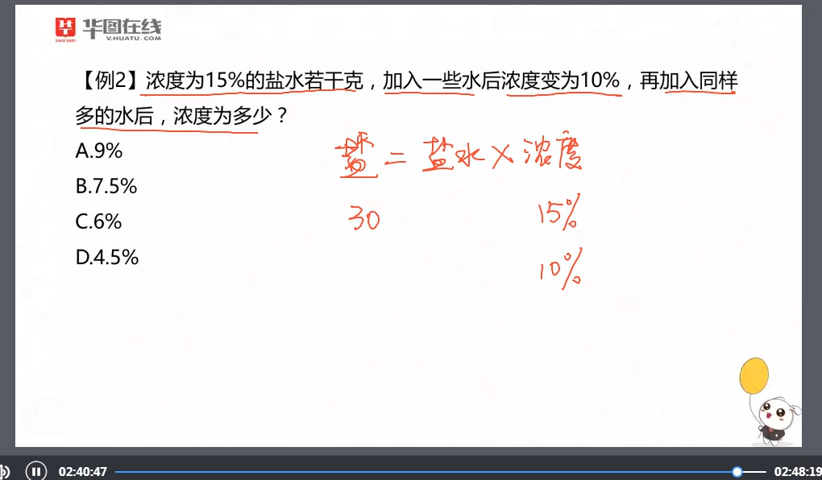 华图在线
V.HUATU.COM
【例2】浓度为15%的盐水若干克，加入一些水后浓度变为10%，再加入同样
多的水后，浓度为多少？
A.9%
B.7.5%
C.6%
D.4.5%
盐 = 盐水 × 浓度
30 15%
10%
02:40:47 02:48:19